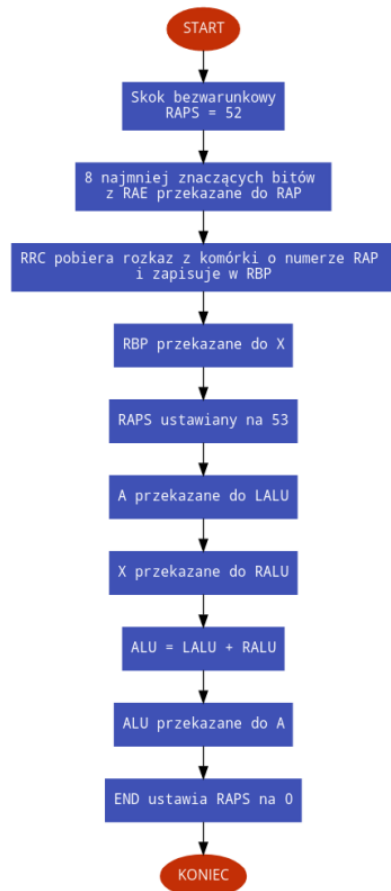 START
Skok bezwarunkowy
RAPS = 52
8 najmniej znaczących bitów
z RAE przekazane do RAP
RRC pobiera rozkaz z komórki o numerze RAP
i zapisuje w RBP
RBP przekazane do X
RAPS ustawiany na 53
A przekazane do LALU
X przekazane do RALU
ALU = LALU + RALU
ALU przekazane do A
END ustawia RAPS na 0
KONIEC